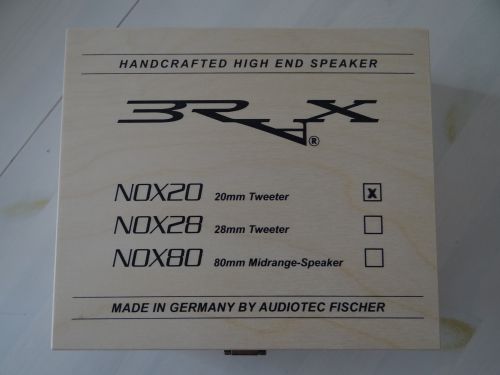 HANDCRAFTED HIGH END SPEAKER
BRAX®
NOX20 20mm Tweeter x
NOX28 28mm Tweeter
NOX80 80mm Midrange-Speaker
MADE IN GERMANY BY AUDIOTEC FISCHER